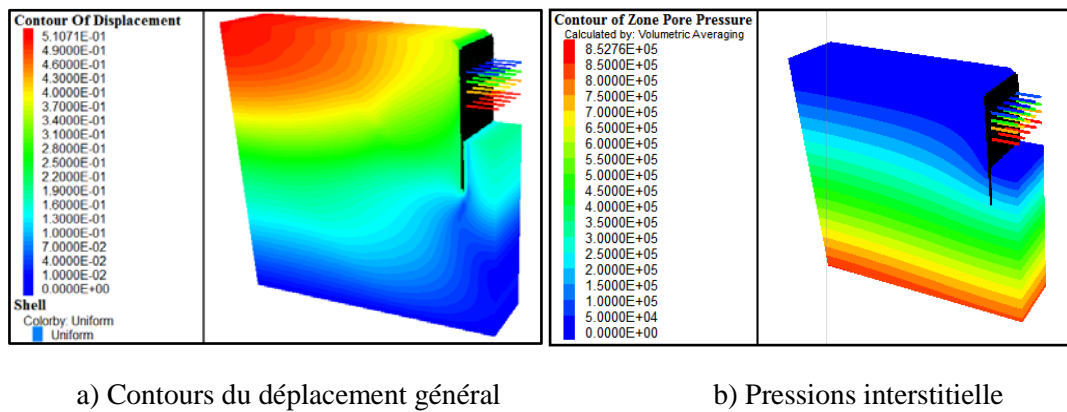 Contour Of Displacement
5.1071E-01
4.9000E-01
4.6000E-01
4.3000E-01
4.0000E-01
3.7000E-01
3.4000E-01
3.1000E-01
2.8000E-01
2.5000E-01
2.2000E-01
1.9000E-01
1.6000E-01
1.3000E-01
1.0000E-01
7.0000E-02
4.0000E-02
1.0000E-02
0.0000E+00
Shell
Colorby: Uniform
Uniform
Contour of Zone Pore Pressure
Calculated by: Volumetric Averaging
8.5276E+05
8.5000E+05
8.0000E+05
7.5000E+05
7.0000E+05
6.5000E+05
6.0000E+05
5.5000E+05
5.0000E+05
4.5000E+05
4.0000E+05
3.5000E+05
3.0000E+05
2.5000E+05
2.0000E+05
1.5000E+05
1.0000E+05
5.0000E+04
0.0000E+00
a) Contours du déplacement général
b) Pressions interstitielle